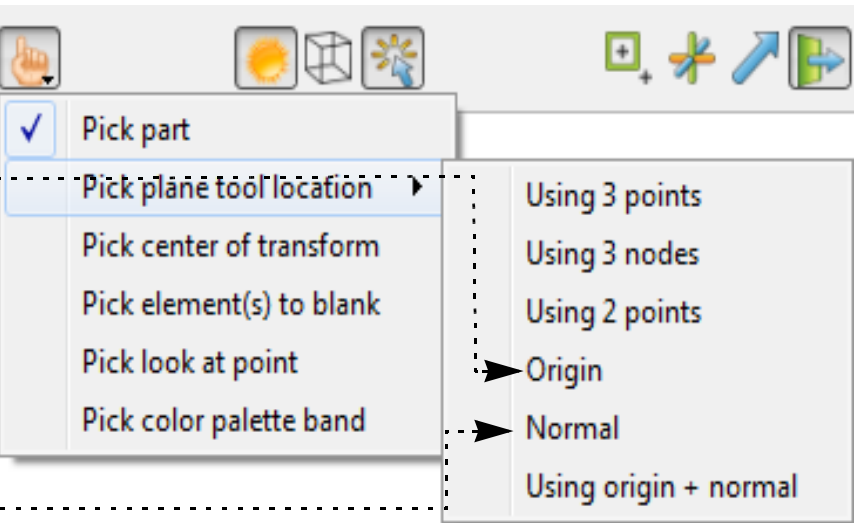 Pick part
Pick plane tool location
Pick center of transform
Pick element(s) to blank
Pick look at point
Pick color palette band
Using 3 points
Using 3 nodes
Using 2 points
Origin
Normal
Using origin + normal